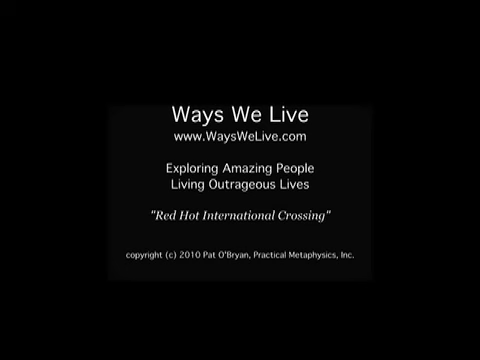 Ways We Live
www.WaysWeLive.com
Exploring Amazing People
Living Outrageous Lives
"Red Hot International Crossing"
copyright (c) 2010 Pat O'Bryan, Practical Metaphysics, Inc.